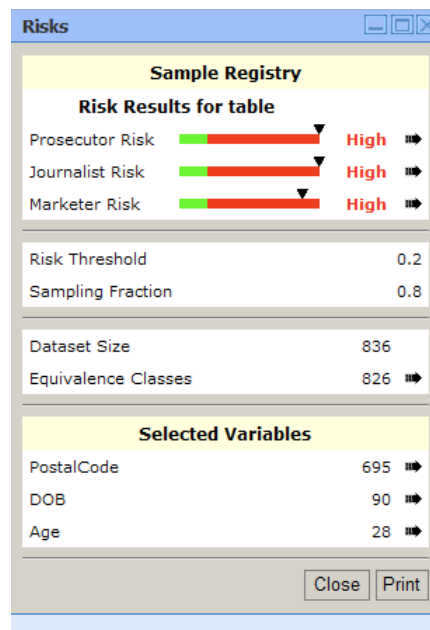 Risks
Sample Registry
Risk Results for table
Prosecutor Risk High
Journalist Risk High
Marketer Risk High
Risk Threshold 0.2
Sampling Fraction 0.8
Dataset Size 836
Equivalence Classes 826
Selected Variables
PostalCode 695
DOB 90
Age 28
Close Print